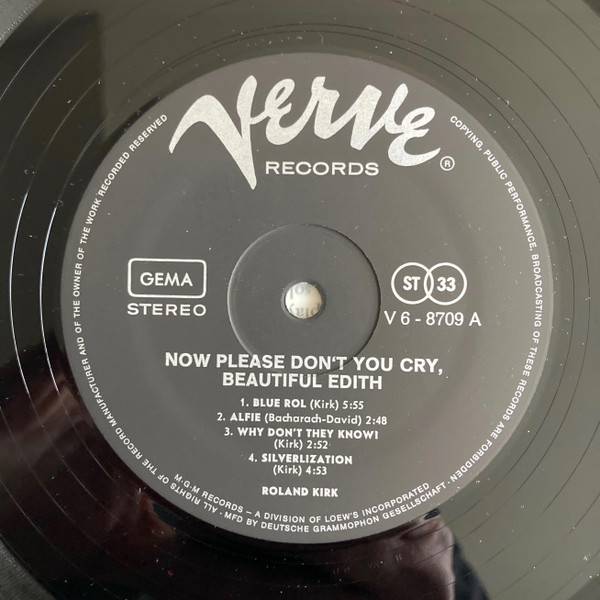 Verve
RECORDS ®
GEMA
STEREO
ST 33
V 6 - 8709 A
NOW PLEASE DON'T YOU CRY,
BEAUTIFUL EDITH
1. BLUE ROL (Kirk) 5:55
2. ALFIE (Bacharach-David) 2:48
3. WHY DON'T THEY KNOW!
(Kirk) 2:52
4. SILVERLIZATION
(Kirk) 4:53
ROLAND KIRK
M·G·M RECORDS – A DIVISION OF LOEW'S INCORPORATED
ALL RIGHTS OF THE RECORD MANUFACTURER AND OF THE OWNER OF THE WORK RECORDED RESERVED
COPYING, PUBLIC PERFORMANCE, BROADCASTING OF THESE RECORDS ARE FORBIDDEN
· MFD BY DEUTSCHE GRAMMOPHON GESELLSCHAFT ·